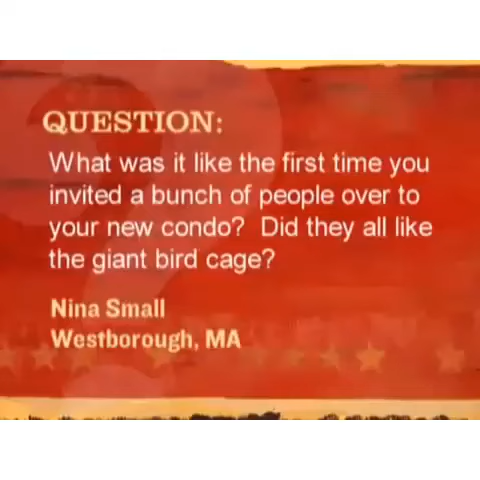 QUESTION:
What was it like the first time you
invited a bunch of people over to
your new condo? Did they all like
the giant bird cage?
Nina Small
Westborough, MA